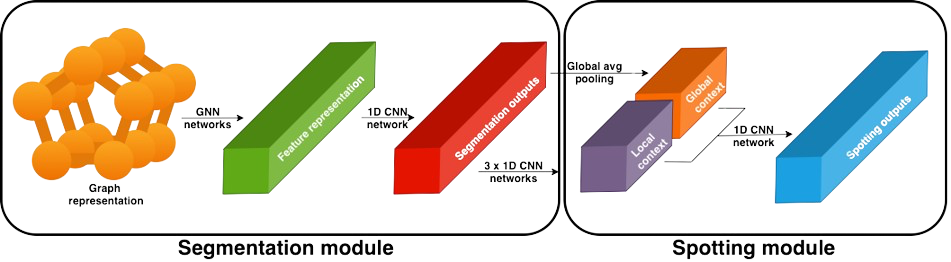 Graph
representation
GNN
networks
Feature representation
1D CNN
network
Segmentation outputs
3 x 1D CNN
networks
Segmentation module
Global avg
pooling
Global
context
Local
context
1D CNN
network
Spotting outputs
Spotting module